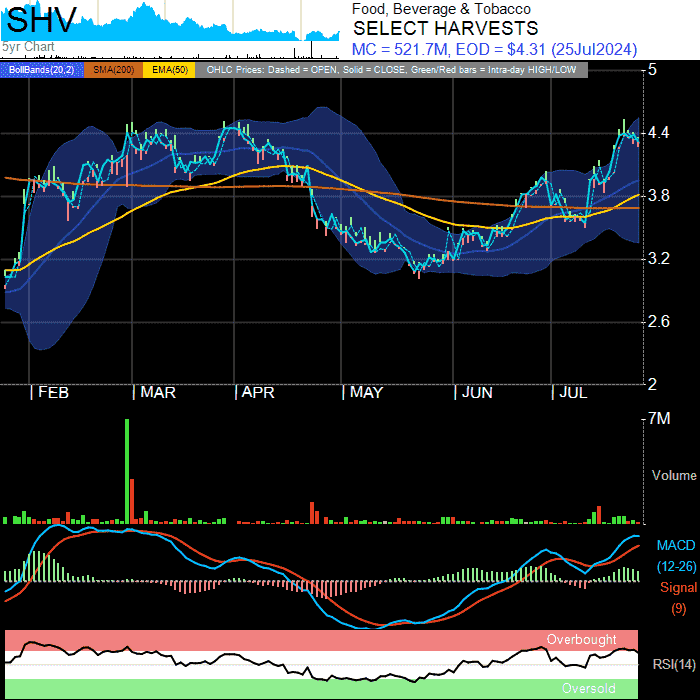 SHV
5yr Chart
Food, Beverage & Tobacco
SELECT HARVESTS
MC = 521.7M, EOD = $4.31 (25Jul2024)
BollBands(20,2) SMA(200) EMA(50) OHLC Prices: Dashed = OPEN, Solid = CLOSE, Green/Red bars = Intra-day HIGH/LOW
5
4.4
3.8
3.2
2.6
2
FEB MAR APR MAY JUN JUL
7M
Volume
MACD
(12-26)
Signal
(9)
Overbought
RSI(14)
Oversold